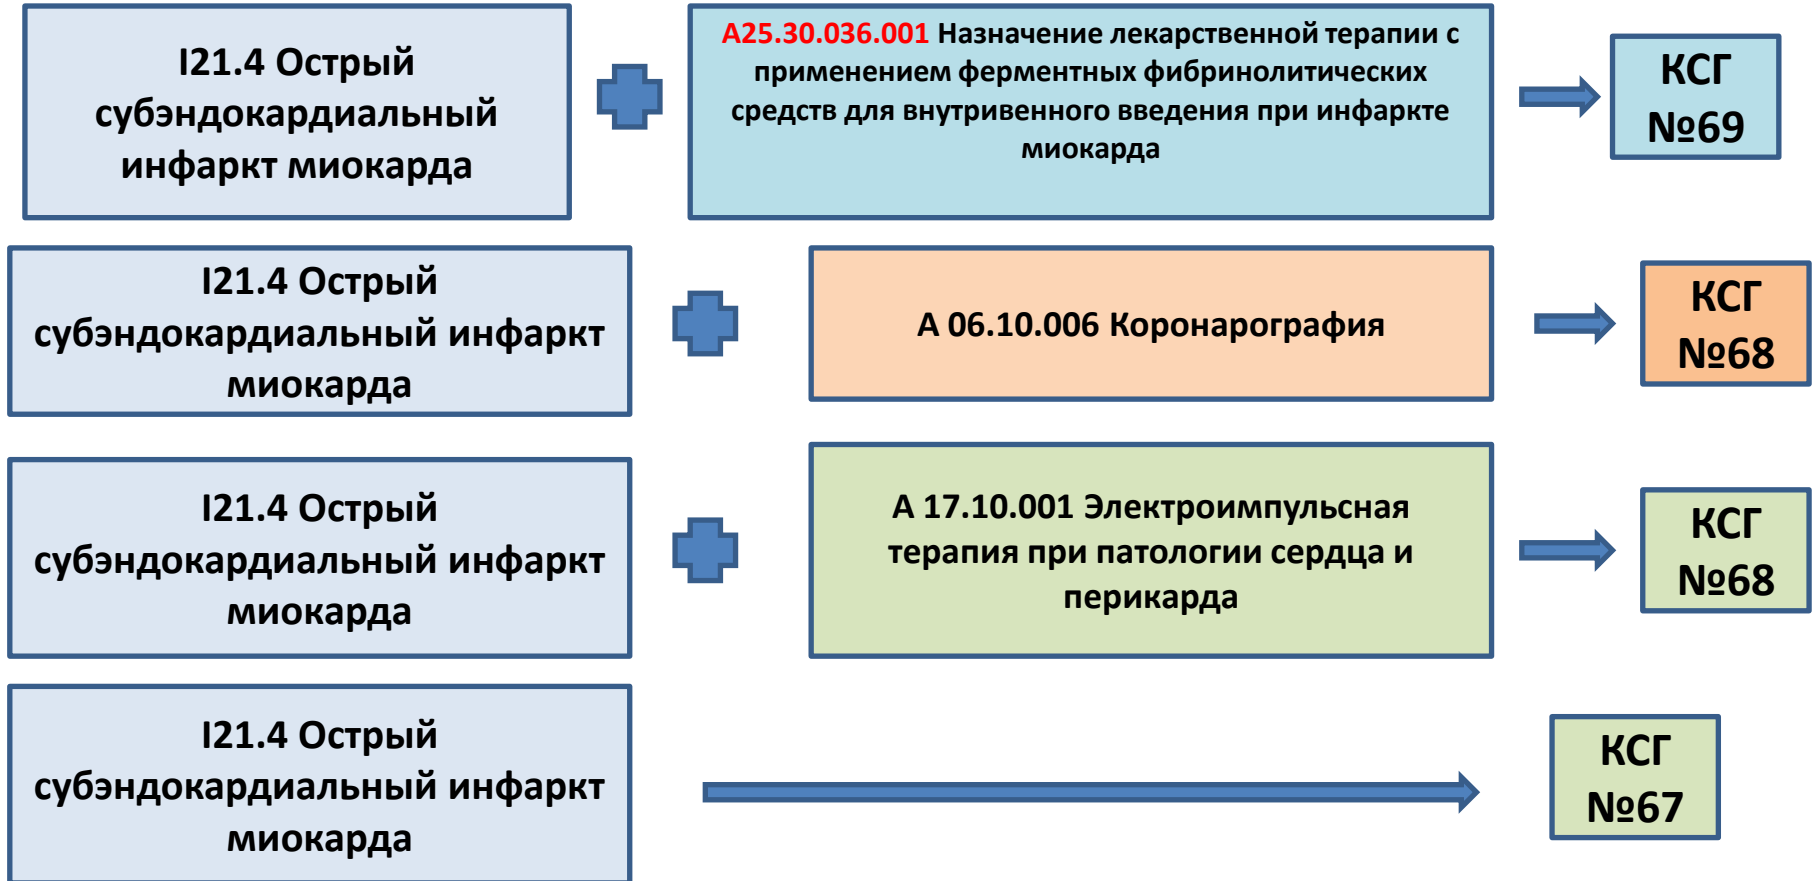 I21.4 Острый
субэндокардиальный
инфаркт миокарда
А25.30.036.001 Назначение лекарственной терапии с
применением ферментных фибринолитических
средств для внутривенного введения при инфаркте
миокарда
КСГ
№69
I21.4 Острый
субэндокардиальный инфаркт
миокарда
А 06.10.006 Коронарография
КСГ
№68
I21.4 Острый
субэндокардиальный инфаркт
миокарда
А 17.10.001 Электроимпульсная
терапия при патологии сердца и
перикарда
КСГ
№68
I21.4 Острый
субэндокардиальный инфаркт
миокарда
КСГ
№67